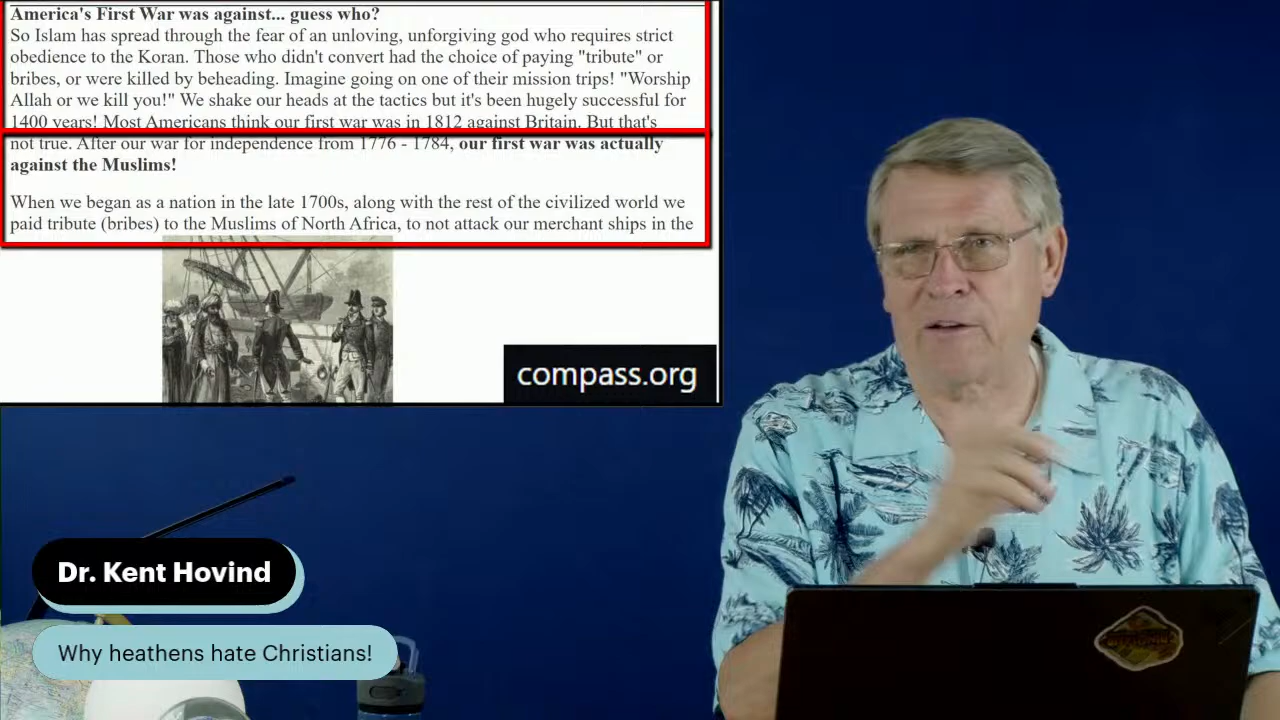 America's First War was against... guess who?
So Islam has spread through the fear of an unloving, unforgiving god who requires strict
obedience to the Koran. Those who didn't convert had the choice of paying "tribute" or
bribes, or were killed by beheading. Imagine going on one of their mission trips! "Worship
Allah or we kill you!" We shake our heads at the tactics but it's been hugely successful for
1400 years! Most Americans think our first war was in 1812 against Britain. But that's
not true. After our war for independence from 1776 - 1784, our first war was actually
against the Muslims!
When we began as a nation in the late 1700s, along with the rest of the civilized world we
paid tribute (bribes) to the Muslims of North Africa, to not attack our merchant ships in the
compass.org
Dr. Kent Hovind
Why heathens hate Christians!